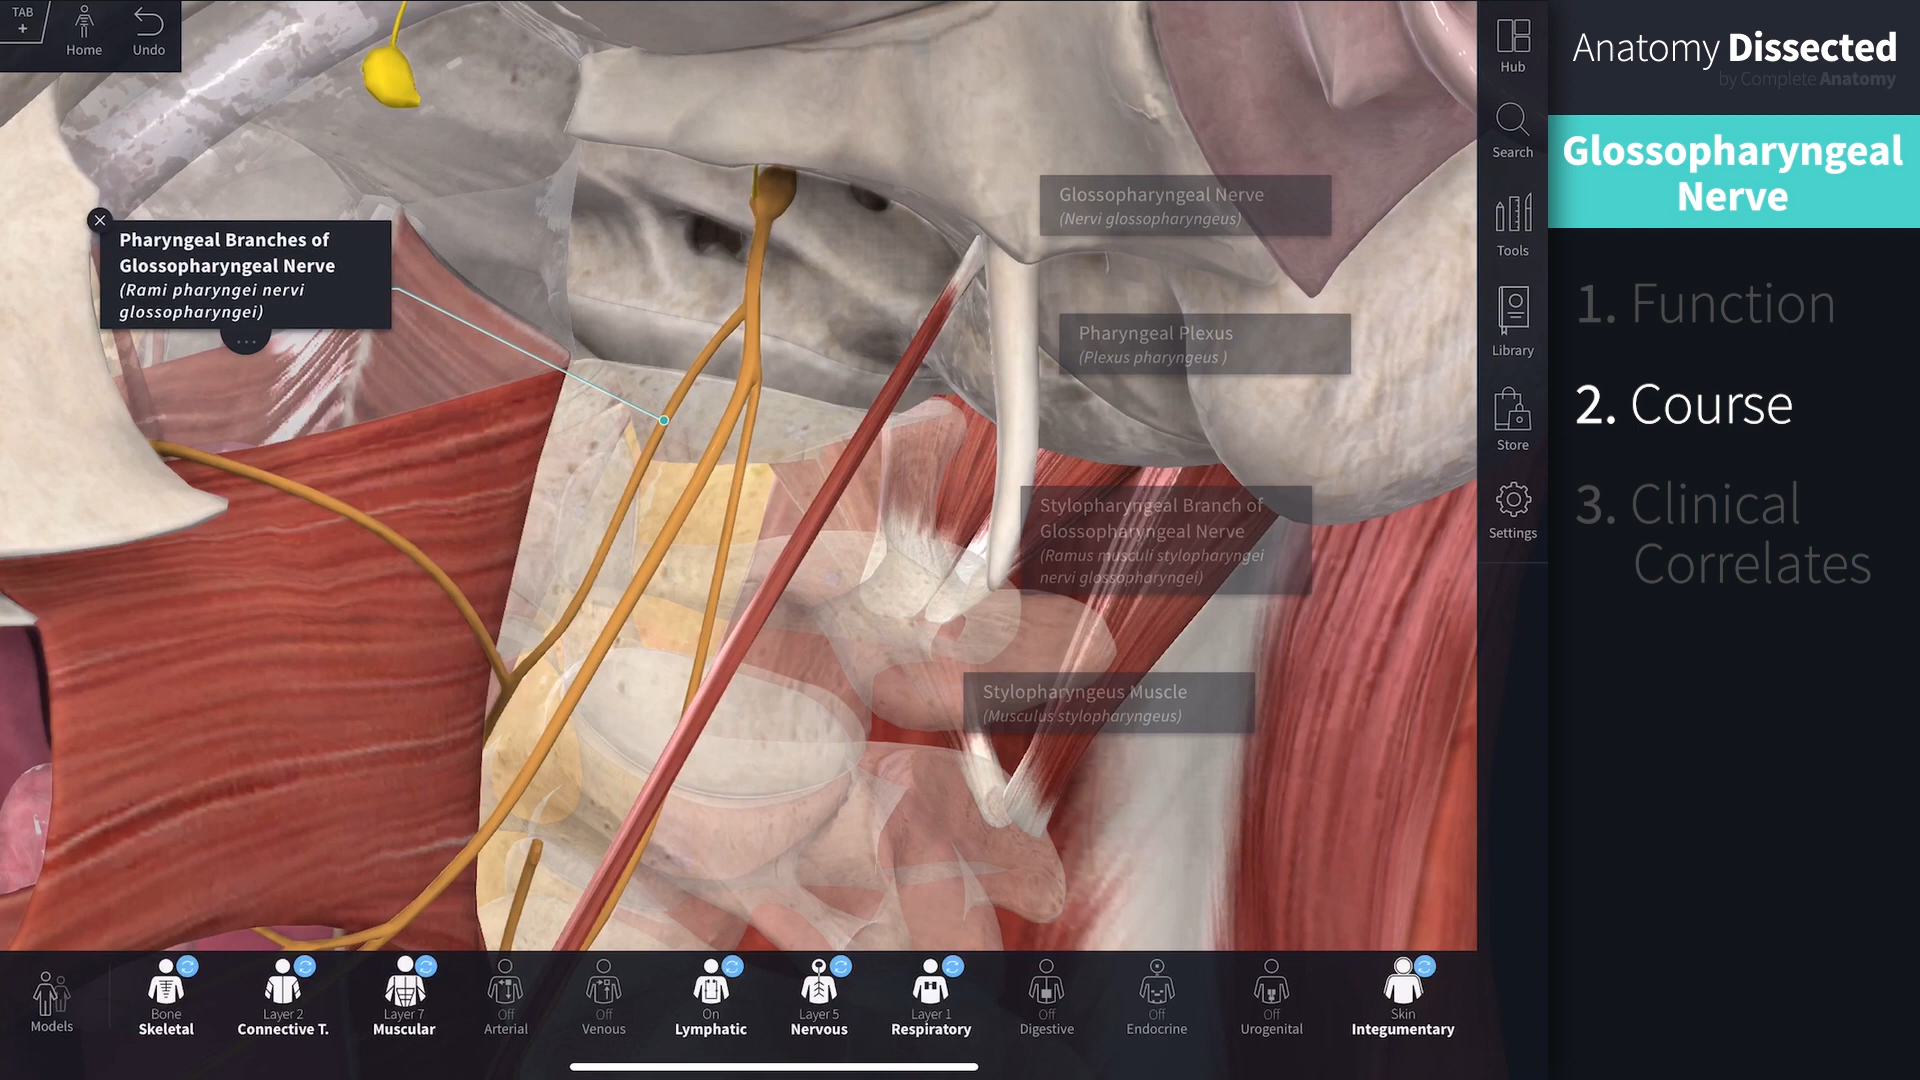 TAB
+
Home
Undo
Pharyngeal Branches of
Glossopharyngeal Nerve
(Rami pharyngei nervi
glossopharyngei)
...
Glossopharyngeal Nerve
(Nervi glossopharyngeus)
Pharyngeal Plexus
(Plexus pharyngeus )
Stylopharyngeal Branch of
Glossopharyngeal Nerve
(Ramus musculi stylopharyngei
nervi glossopharyngei)
Stylopharyngeus Muscle
(Musculus stylopharyngeus)
Hub
Search
Tools
Library
Store
Settings
Anatomy Dissected
by Complete Anatomy
Glossopharyngeal
Nerve
1. Function
2. Course
3. Clinical
Correlates
Models
Bone
Skeletal
Layer 2
Connective T.
Layer 7
Muscular
Off
Arterial
Off
Venous
On
Lymphatic
Layer 5
Nervous
Layer 1
Respiratory
Off
Digestive
Off
Endocrine
Off
Urogenital
Skin
Integumentary